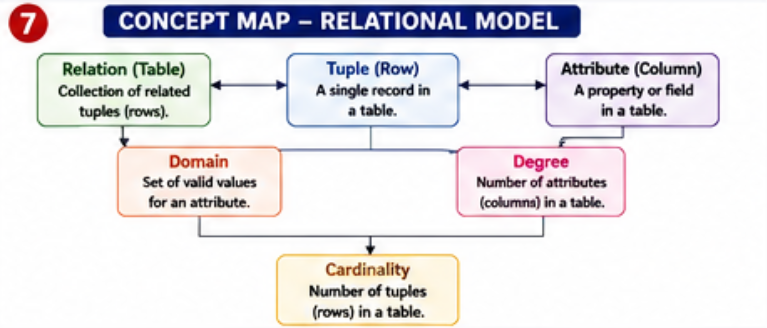 7
CONCEPT MAP – RELATIONAL MODEL
Relation (Table)
Collection of related
tuples (rows).
Tuple (Row)
A single record in
a table.
Attribute (Column)
A property or field
in a table.
Domain
Set of valid values
for an attribute.
Degree
Number of attributes
(columns) in a table.
Cardinality
Number of tuples
(rows) in a table.